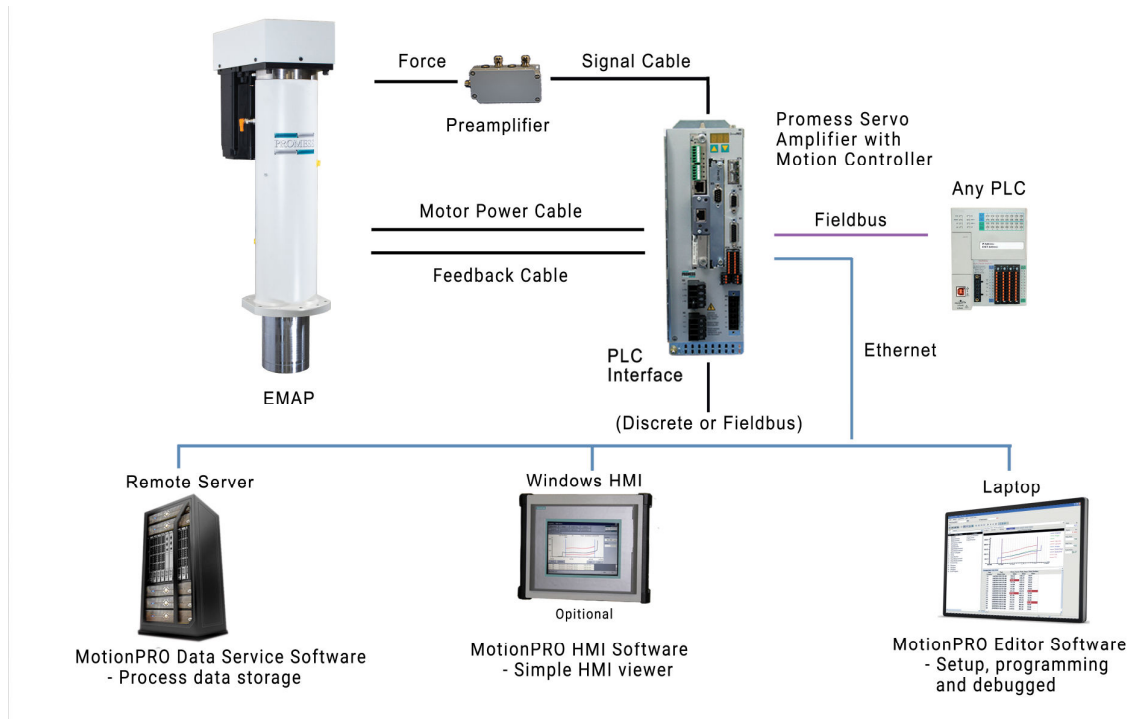 Force
Signal Cable
Preamplifier
Promess Servo
Amplifier with
Motion Controller
PROMESS
Any PLC
Motor Power Cable
Fieldbus
Feedback Cable
Ethernet
PLC
Interface
EMAP
(Discrete or Fieldbus)
Remote Server
Windows HMI
Laptop
Opitional
MotionPRO Data Service Software
- Process data storage
MotionPRO HMI Software
- Simple HMI viewer
MotionPRO Editor Software
- Setup, programming
and debugged